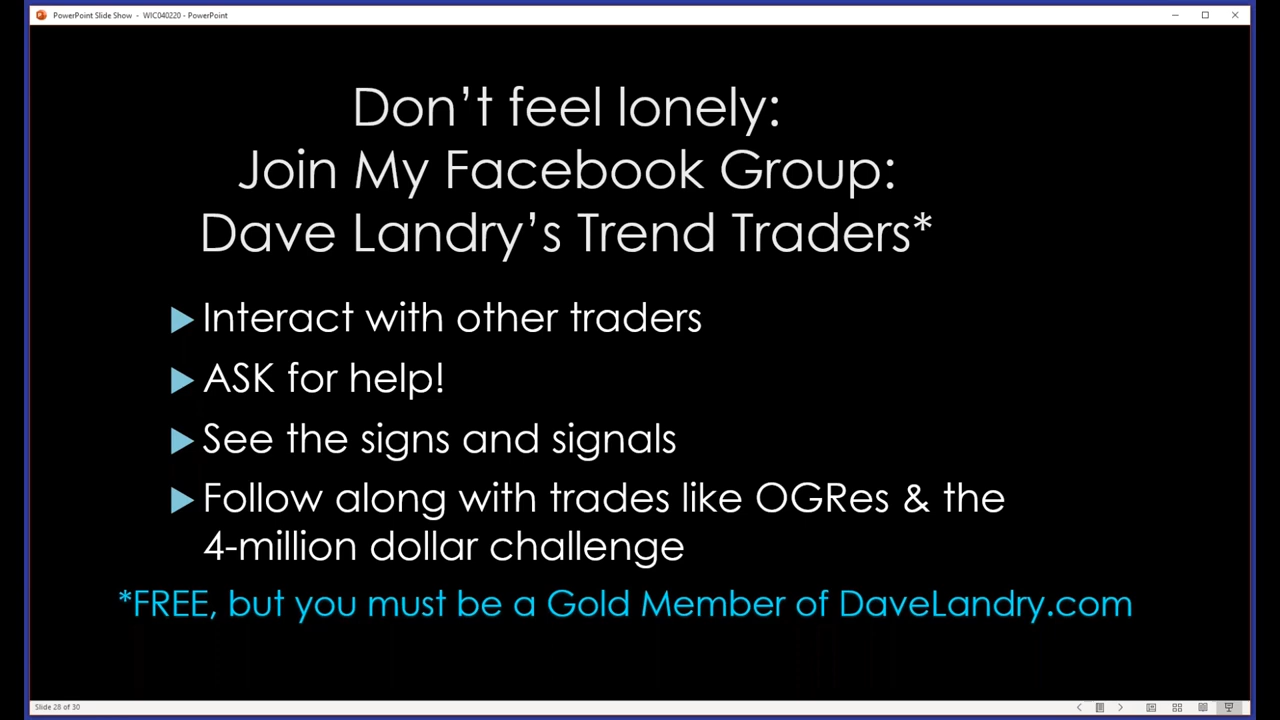 PowerPoint Slide Show - WIC040220 - PowerPoint
Don’t feel lonely:
Join My Facebook Group:
Dave Landry’s Trend Traders*
Interact with other traders
ASK for help!
See the signs and signals
Follow along with trades like OGRes & the
4-million dollar challenge
*FREE, but you must be a Gold Member of DaveLandry.com
Slide 28 of 30